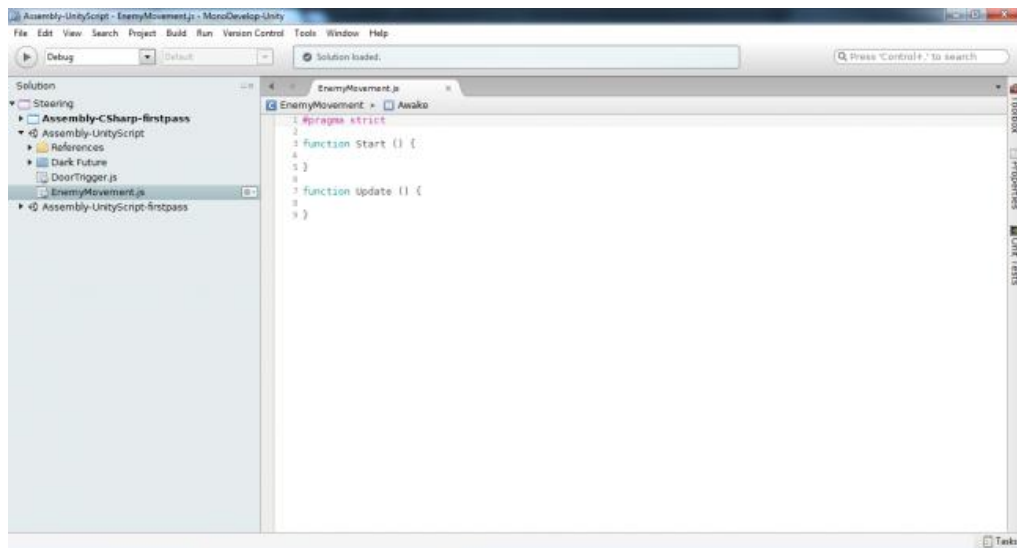 Assembly-UnityScript - EnemyMovement.js - MonoDevelop-Unity
File Edit View Search Project Build Run Version Control Tools Window Help
Debug Default Solution loaded. Press 'Control+,' to search
Solution
EnemyMovement.js
Steering
EnemyMovement Awake
Assembly-CSharp-firstpass
Assembly-UnityScript
References
Dark Future
DoorTrigger.js
EnemyMovement.js
Assembly-UnityScript-firstpass
1 #pragma strict
2
3 function Start () {
4
5 }
6
7 function Update () {
8
9 }
Toolbox
Properties
Unit Tests
Tasks